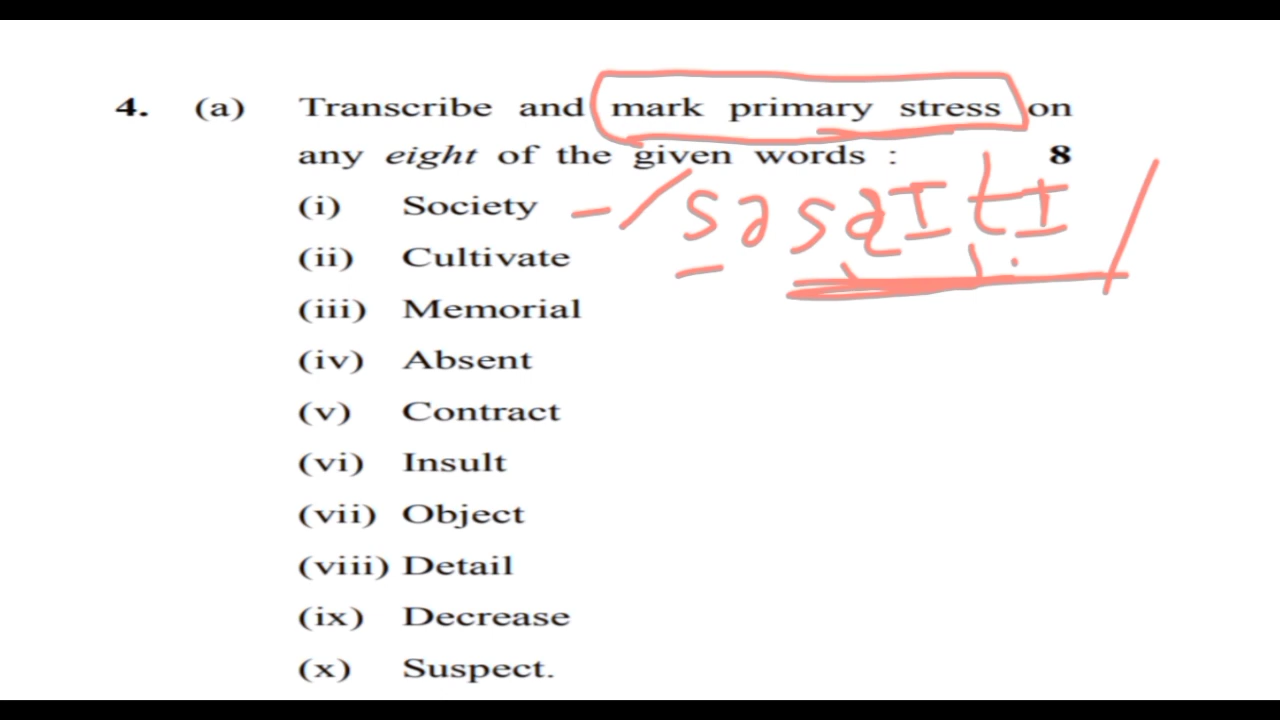 4. (a) Transcribe and mark primary stress on
any eight of the given words : 8
(i) Society - /səsaɪtɪ/
(ii) Cultivate
(iii) Memorial
(iv) Absent
(v) Contract
(vi) Insult
(vii) Object
(viii) Detail
(ix) Decrease
(x) Suspect.